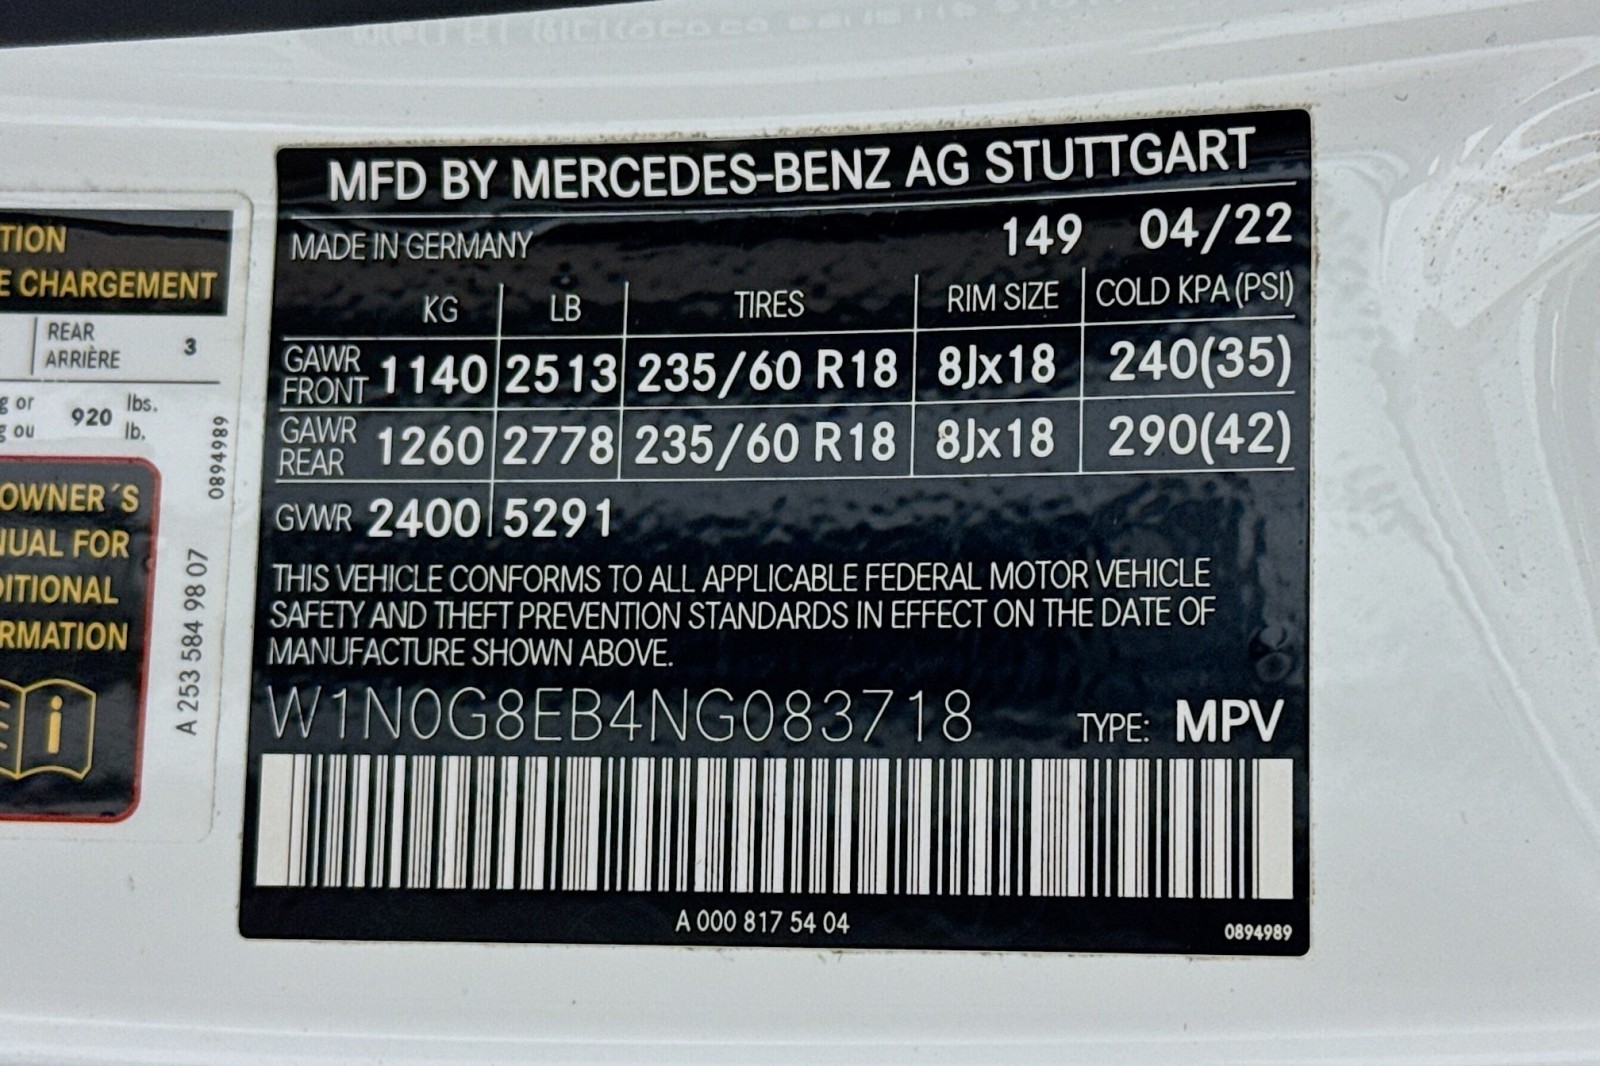 TION
E CHARGEMENT
REAR
ARRIÈRE 3
g or 920 lbs.
g ou lb.
0894989
OWNER´S
NUAL FOR
DITIONAL
RMATION
A 253 584 98 07
MFD BY MERCEDES-BENZ AG STUTTGART
MADE IN GERMANY 149 04/22
KG LB TIRES RIM SIZE COLD KPA (PSI)
GAWR FRONT 1140 2513 235/60 R18 8Jx18 240(35)
GAWR REAR 1260 2778 235/60 R18 8Jx18 290(42)
GVWR 2400 5291
THIS VEHICLE CONFORMS TO ALL APPLICABLE FEDERAL MOTOR VEHICLE
SAFETY AND THEFT PREVENTION STANDARDS IN EFFECT ON THE DATE OF
MANUFACTURE SHOWN ABOVE.
W1N0G8EB4NG083718 TYPE: MPV
A 000 817 54 04
0894989